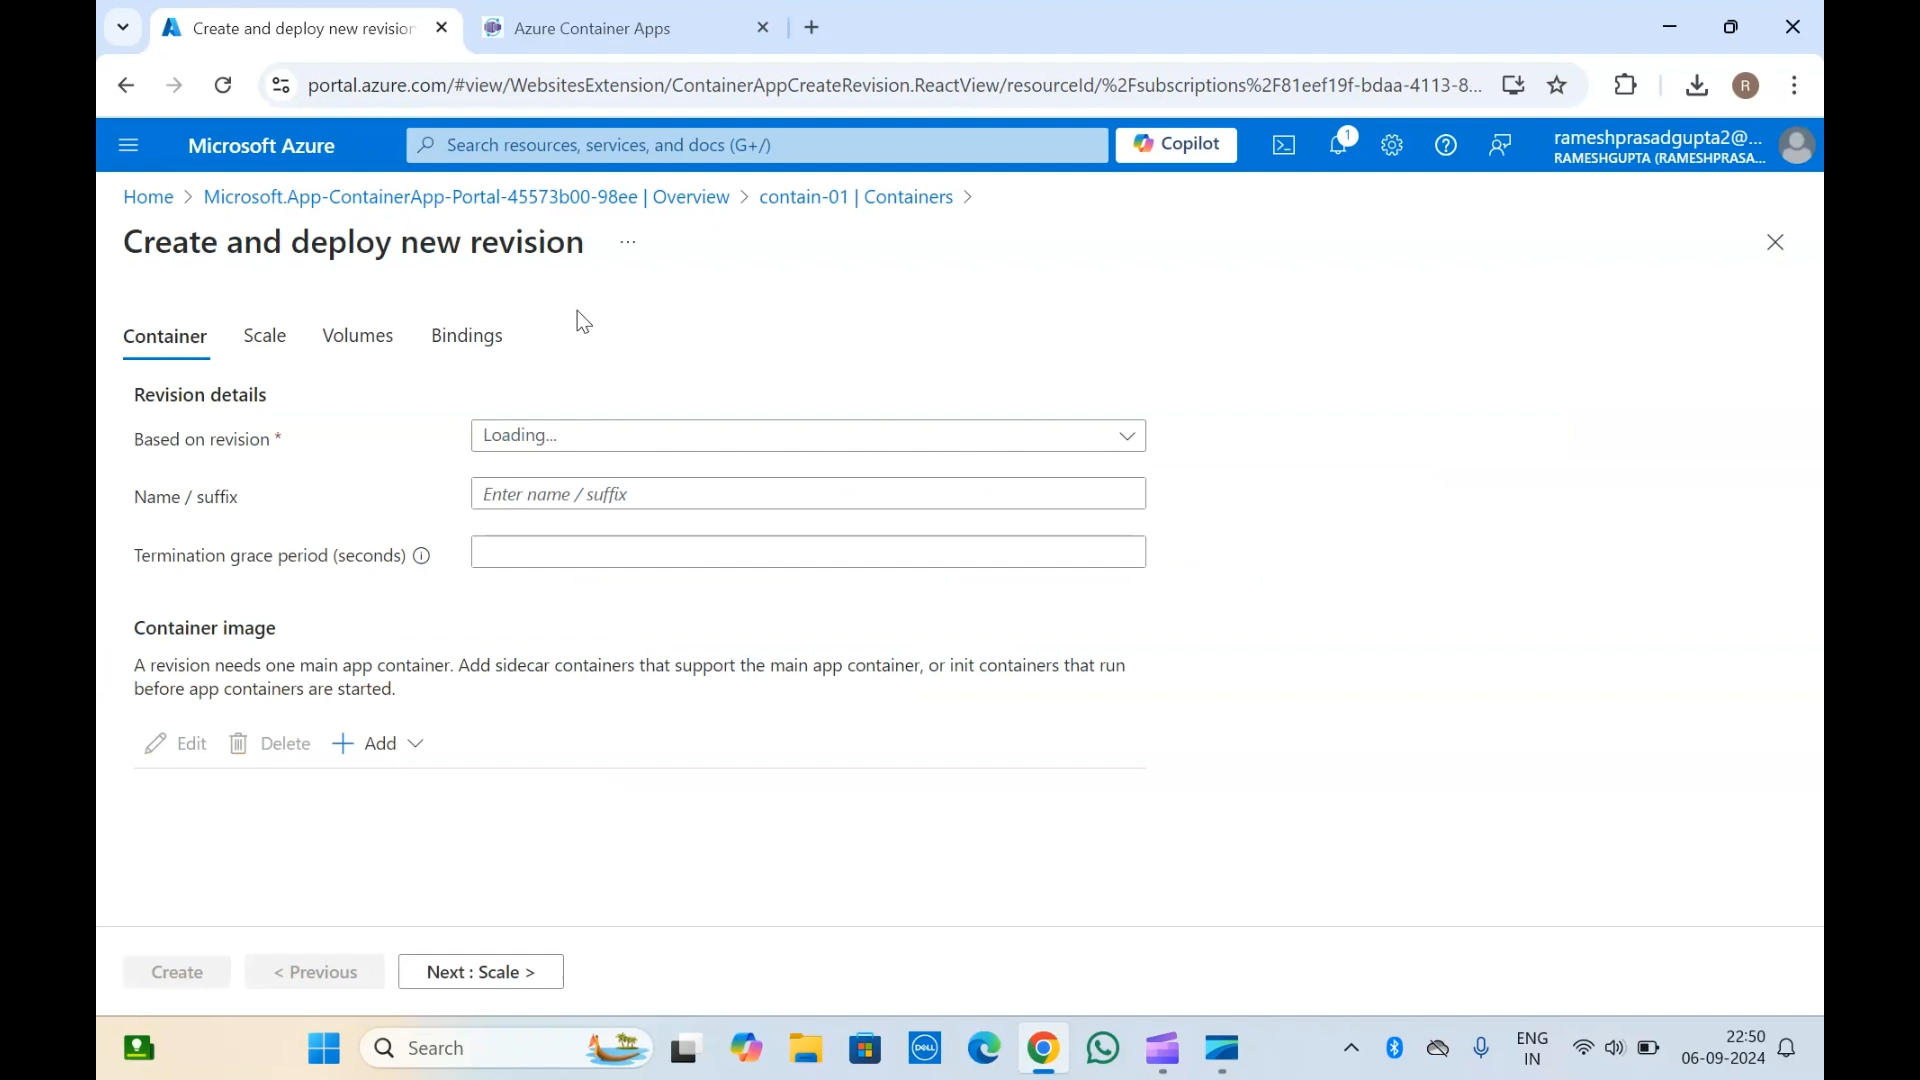 Create and deploy new revision
Azure Container Apps
portal.azure.com/#view/WebsitesExtension/ContainerAppCreateRevision.ReactView/resourceId/%2Fsubscriptions%2F81eef19f-bdaa-4113-8...
R
Microsoft Azure
Search resources, services, and docs (G+/)
Copilot
1
rameshprasadgupta2@...
RAMESHGUPTA (RAMESHPRASA...
Home > Microsoft.App-ContainerApp-Portal-45573b00-98ee | Overview > contain-01 | Containers >
Create and deploy new revision ...
Container Scale Volumes Bindings
Revision details
Based on revision *
Loading...
Name / suffix
Enter name / suffix
Termination grace period (seconds)
Container image
A revision needs one main app container. Add sidecar containers that support the main app container, or init containers that run
before app containers are started.
Edit Delete Add
Create < Previous Next : Scale >
Search
DELL
ENG
IN
22:50
06-09-2024